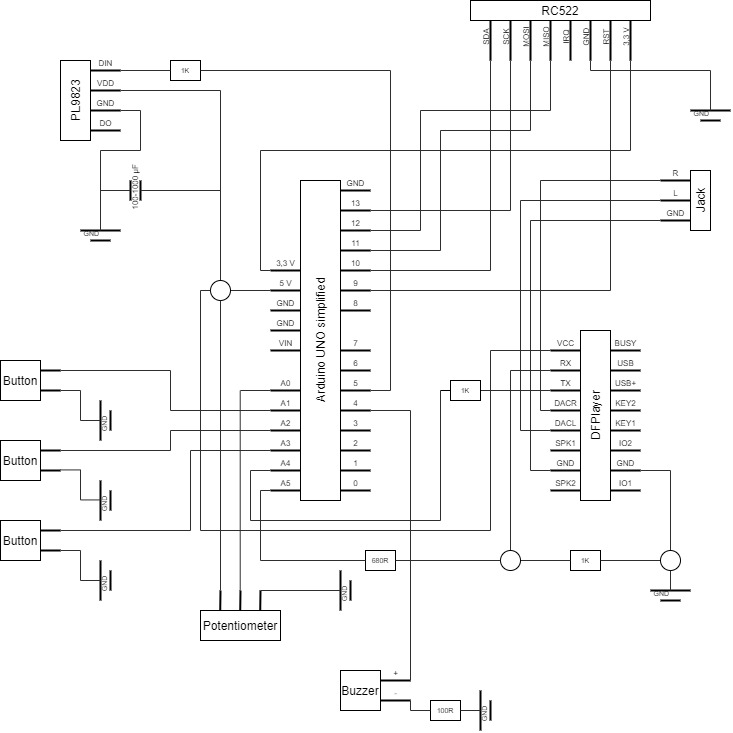 RC522
SDA
SCK
MOSI
MISO
IRQ
GND
RST
3,3 V
GND
PL9823
DIN
VDD
GND
DO
1K
100-1000 µF
GND
Jack
R
L
GND
Arduino UNO simplified
3,3 V
5 V
GND
GND
VIN
A0
A1
A2
A3
A4
A5
GND
13
12
11
10
9
8
7
6
5
4
3
2
1
0
DFPlayer
VCC
RX
TX
DACR
DACL
SPK1
GND
SPK2
BUSY
USB
USB+
KEY2
KEY1
IO2
GND
IO1
1K
Button
GND
Button
GND
Button
GND
680R
1K
GND
Potentiometer
GND
Buzzer
+
-
100R
GND